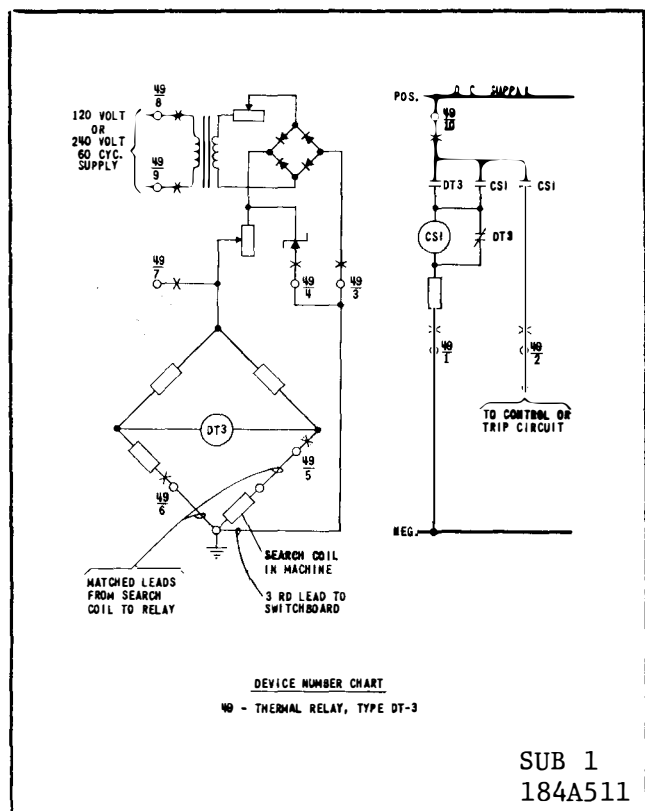 49
8
120 VOLT
OR
240 VOLT
60 CYC.
SUPPLY
49
9
49
7
49
4
49
3
DT3
49
5
49
6
SEARCH COIL
IN MACHINE
MATCHED LEADS
FROM SEARCH
COIL TO RELAY
3 RD LEAD TO
SWITCHBOARD
POS.
D C SUPPLY
49
10
DT3
CS1
CS1
CS1
DT3
49
1
49
2
TO CONTROL OR
TRIP CIRCUIT
NEG.
DEVICE NUMBER CHART
49 - THERMAL RELAY, TYPE DT-3
SUB 1
184A511